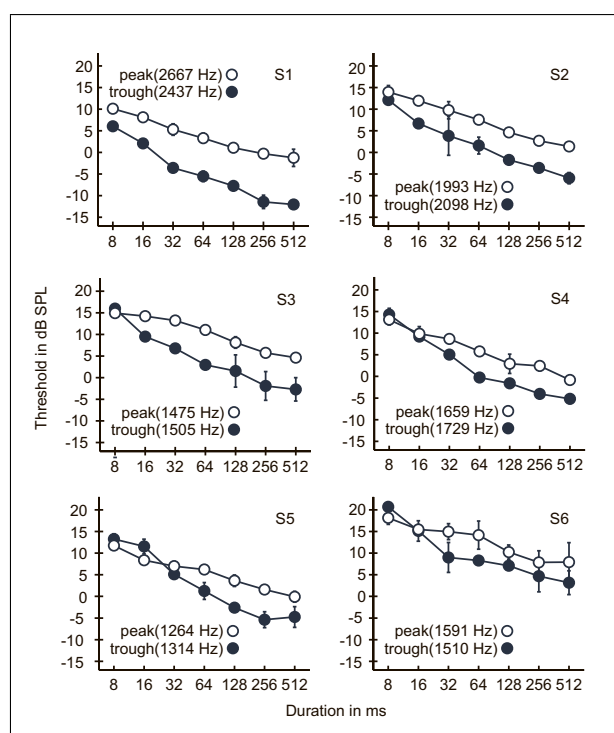 peak(2667 Hz) S1
trough(2437 Hz)
20
15
10
5
0
-5
-10
-15
8 16 32 64 128 256 512
S2
20
15
10
5
0
-5
-10
-15
peak(1993 Hz)
trough(2098 Hz)
8 16 32 64 128 256 512
Threshold in dB SPL
S3
20
15
10
5
0
-5
-10
-15
peak(1475 Hz)
trough(1505 Hz)
8 16 32 64 128 256 512
S4
20
15
10
5
0
-5
-10
-15
peak(1659 Hz)
trough(1729 Hz)
8 16 32 64 128 256 512
S5
20
15
10
5
0
-5
-10
-15
peak(1264 Hz)
trough(1314 Hz)
8 16 32 64 128 256 512
S6
20
15
10
5
0
-5
-10
-15
peak(1591 Hz)
trough(1510 Hz)
8 16 32 64 128 256 512
Duration in ms